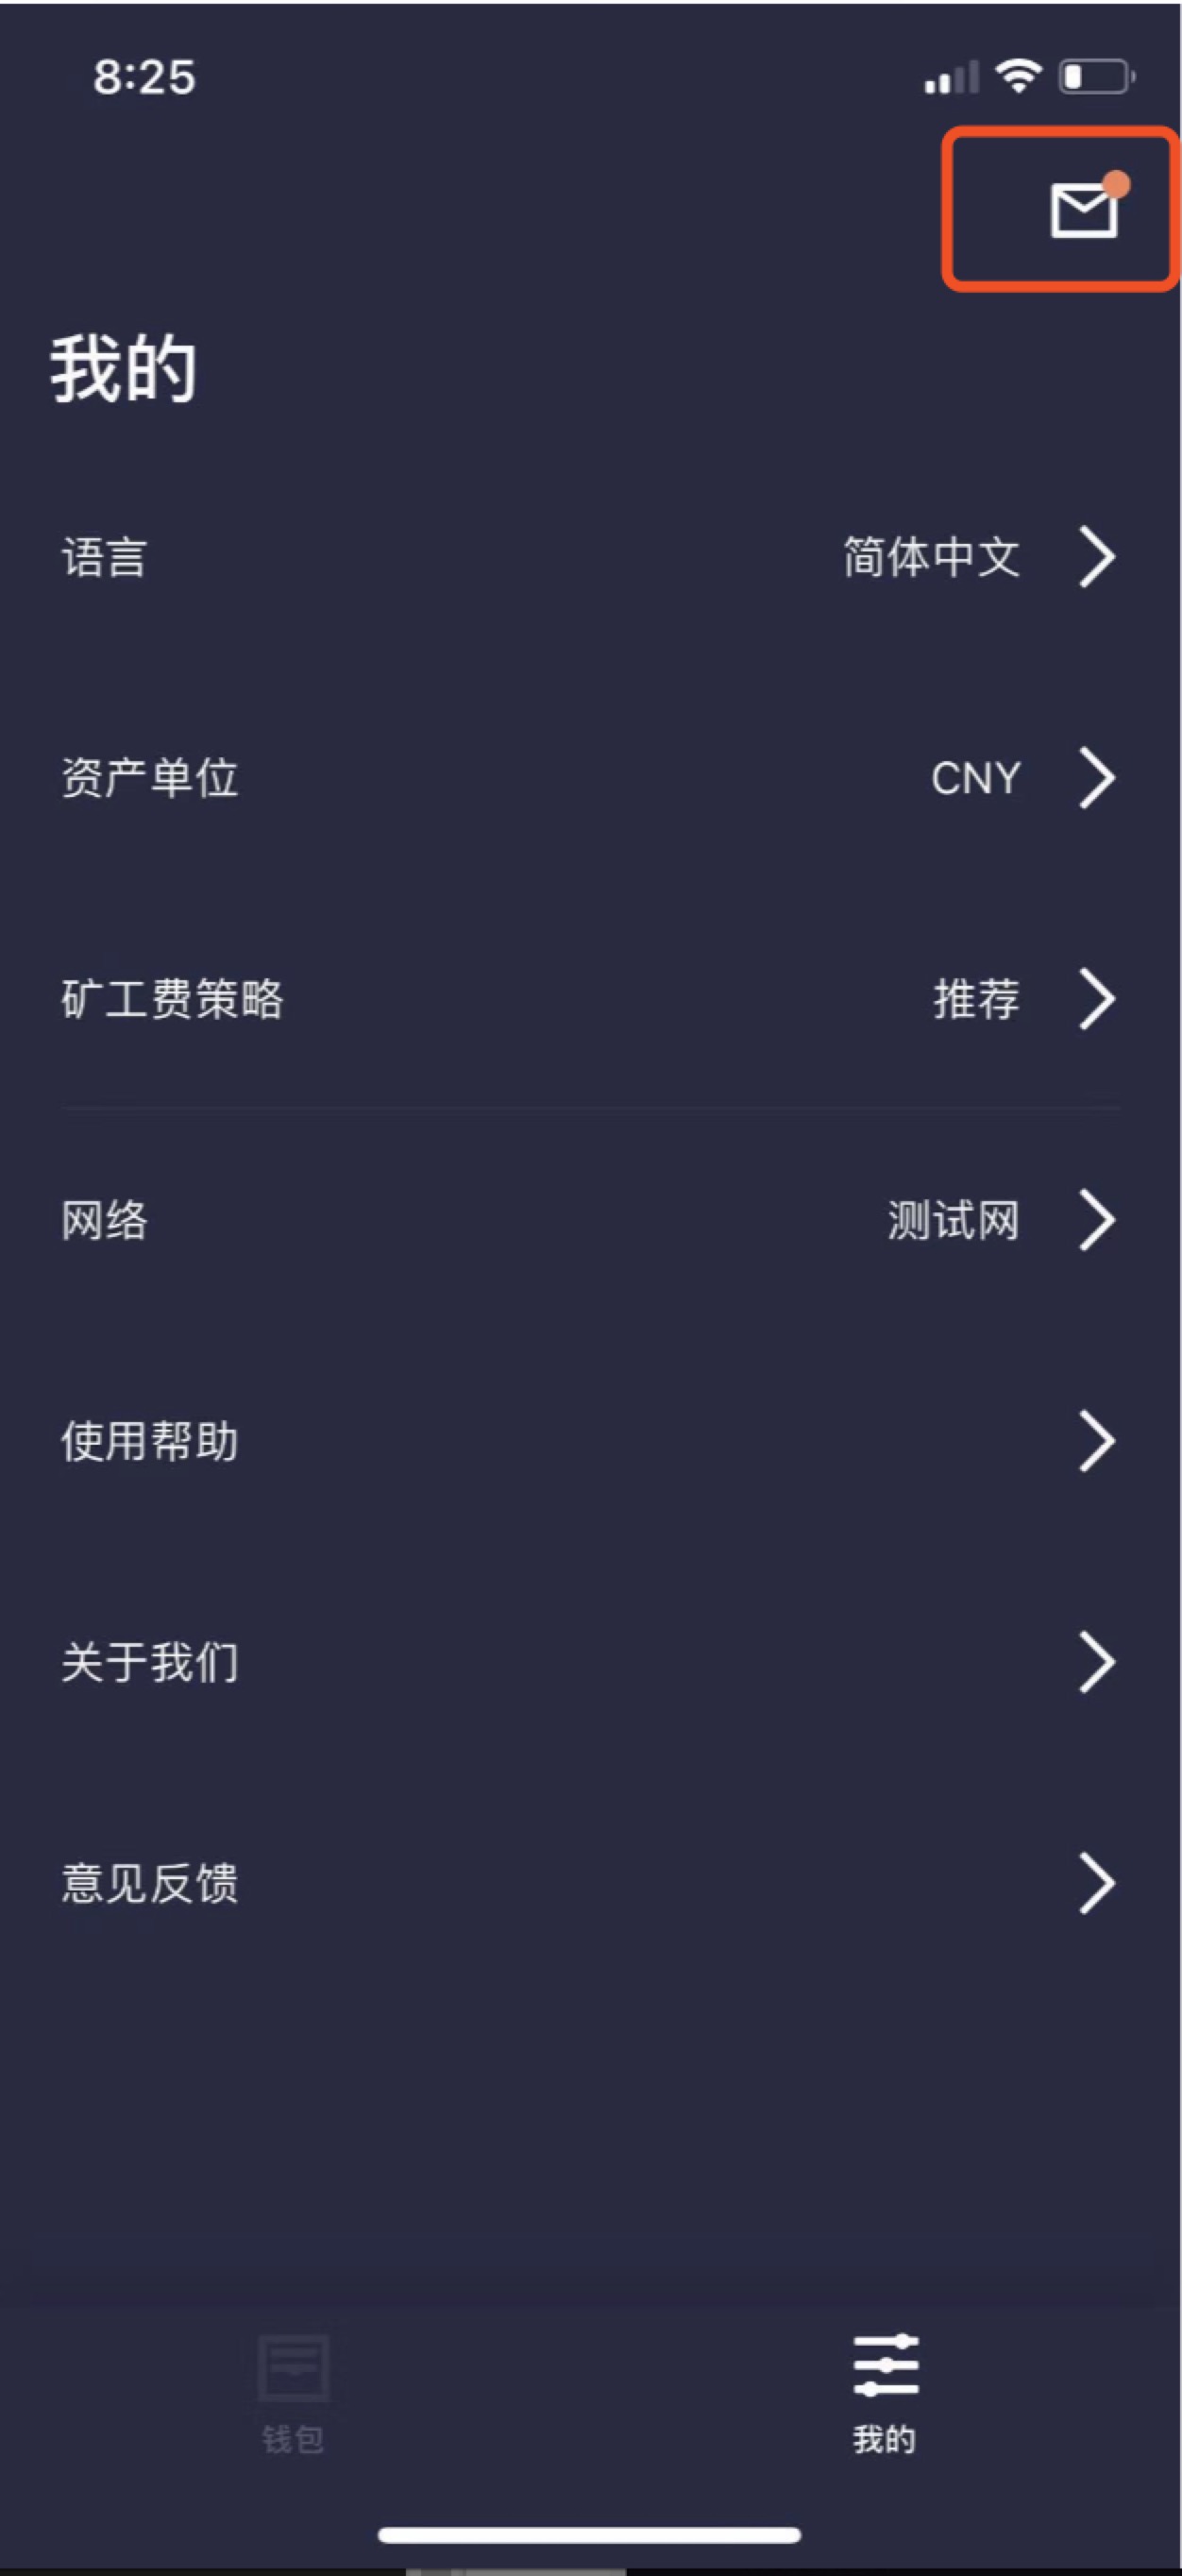 8:25
我的
语言 简体中文
资产单位 CNY
矿工费策略 推荐
网络 测试网
使用帮助
关于我们
意见反馈
钱包 我的